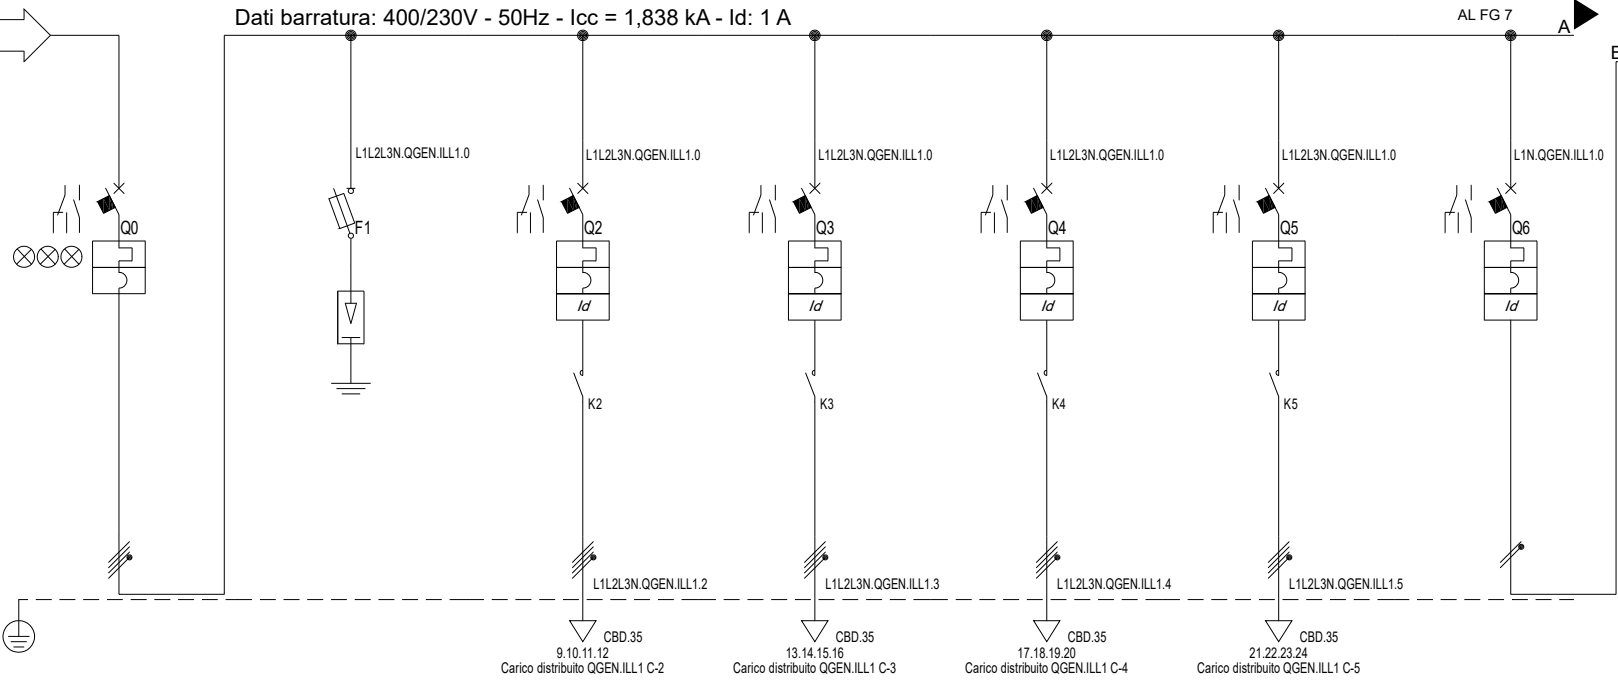 Dati barratura: 400/230V - 50Hz - Icc = 1,838 kA - Id: 1 A
AL FG 7
A
B
L1L2L3N.QGEN.ILL1.0
L1L2L3N.QGEN.ILL1.0
L1L2L3N.QGEN.ILL1.0
L1L2L3N.QGEN.ILL1.0
L1L2L3N.QGEN.ILL1.0
L1N.QGEN.ILL1.0
Q0
F1
Q2
Q3
Q4
Q5
Q6
Id
Id
Id
Id
Id
K2
K3
K4
K5
L1L2L3N.QGEN.ILL1.2
L1L2L3N.QGEN.ILL1.3
L1L2L3N.QGEN.ILL1.4
L1L2L3N.QGEN.ILL1.5
CBD.35
9.10.11.12
Carico distribuito QGEN.ILL1 C-2
CBD.35
13.14.15.16
Carico distribuito QGEN.ILL1 C-3
CBD.35
17.18.19.20
Carico distribuito QGEN.ILL1 C-4
CBD.35
21.22.23.24
Carico distribuito QGEN.ILL1 C-5